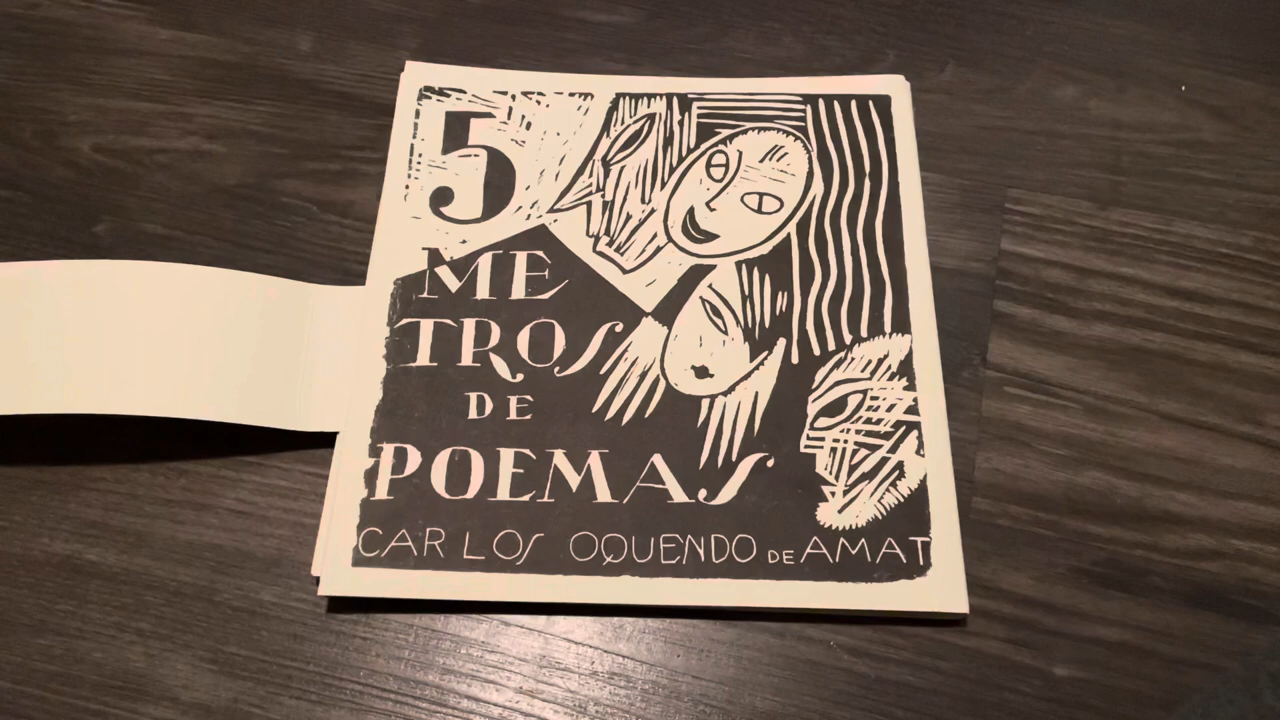 5
ME
TROS
DE
POEMAS
CARLOS OQUENDO DE AMAT